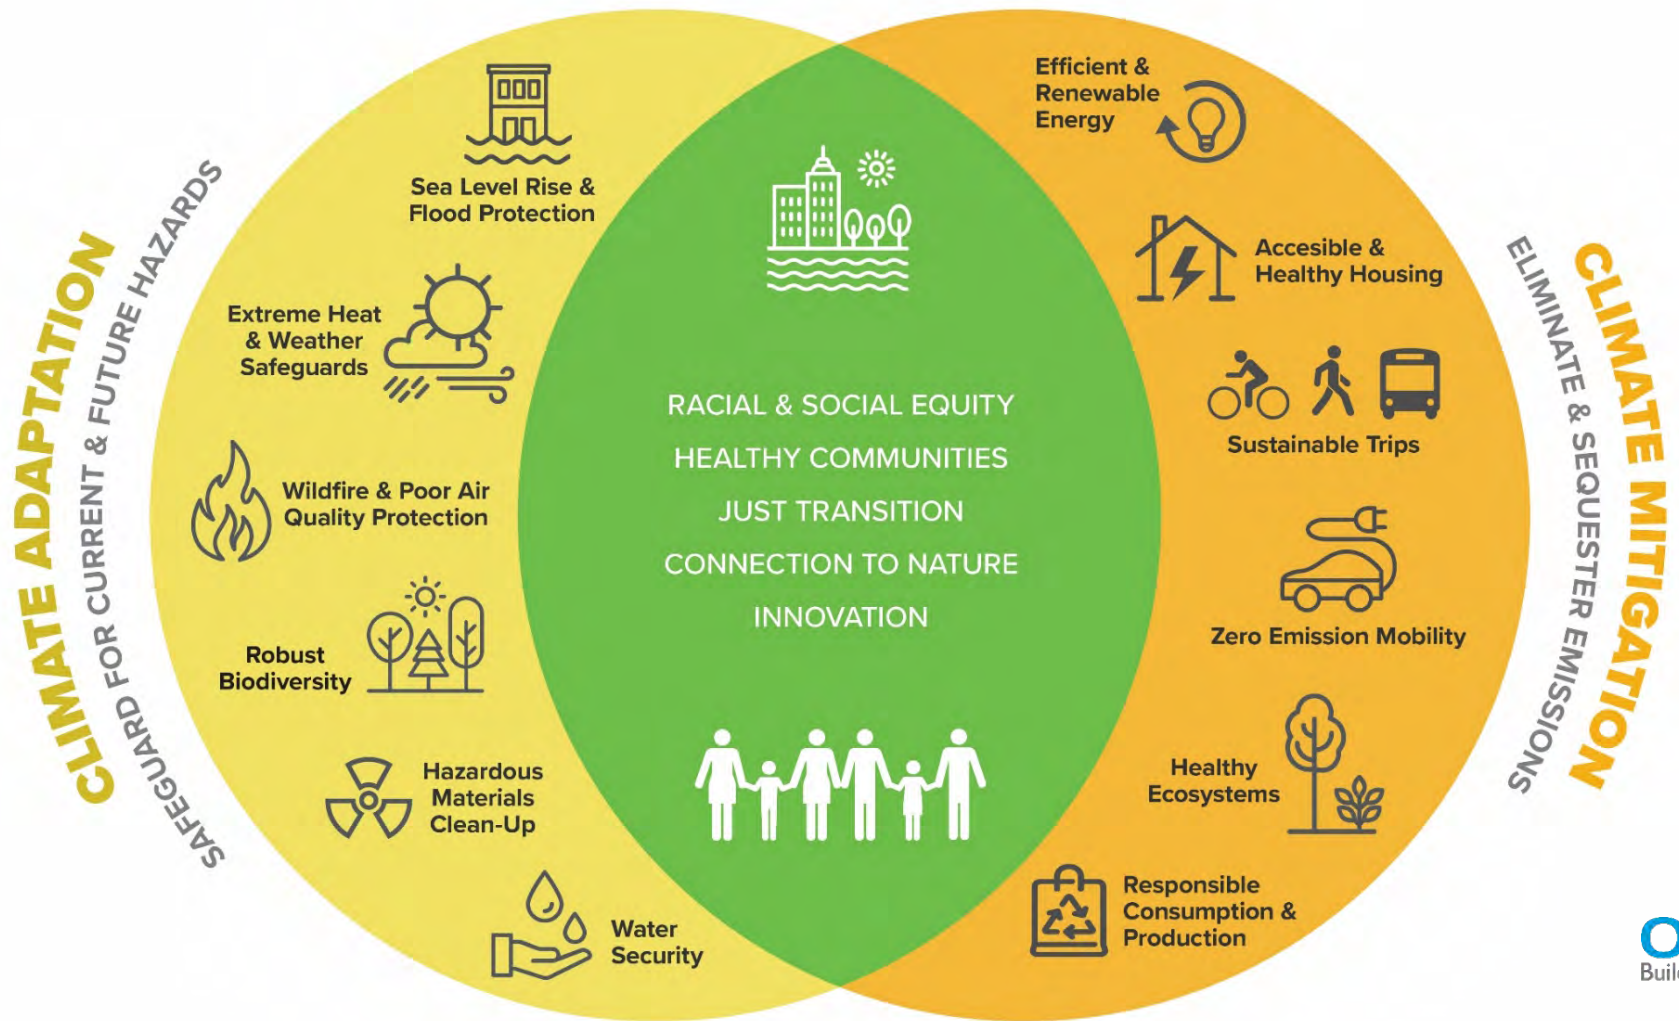 CLIMATE ADAPTATION
SAFEGUARD FOR CURRENT & FUTURE HAZARDS
Sea Level Rise &
Flood Protection
Extreme Heat
& Weather
Safeguards
Wildfire & Poor Air
Quality Protection
Robust
Biodiversity
Hazardous
Materials
Clean-Up
Water
Security
RACIAL & SOCIAL EQUITY
HEALTHY COMMUNITIES
JUST TRANSITION
CONNECTION TO NATURE
INNOVATION
Efficient &
Renewable
Energy
Accesible &
Healthy Housing
Sustainable Trips
Zero Emission Mobility
Healthy
Ecosystems
Responsible
Consumption &
Production
ELIMINATE & SEQUESTER EMISSIONS
CLIMATE MITIGATION